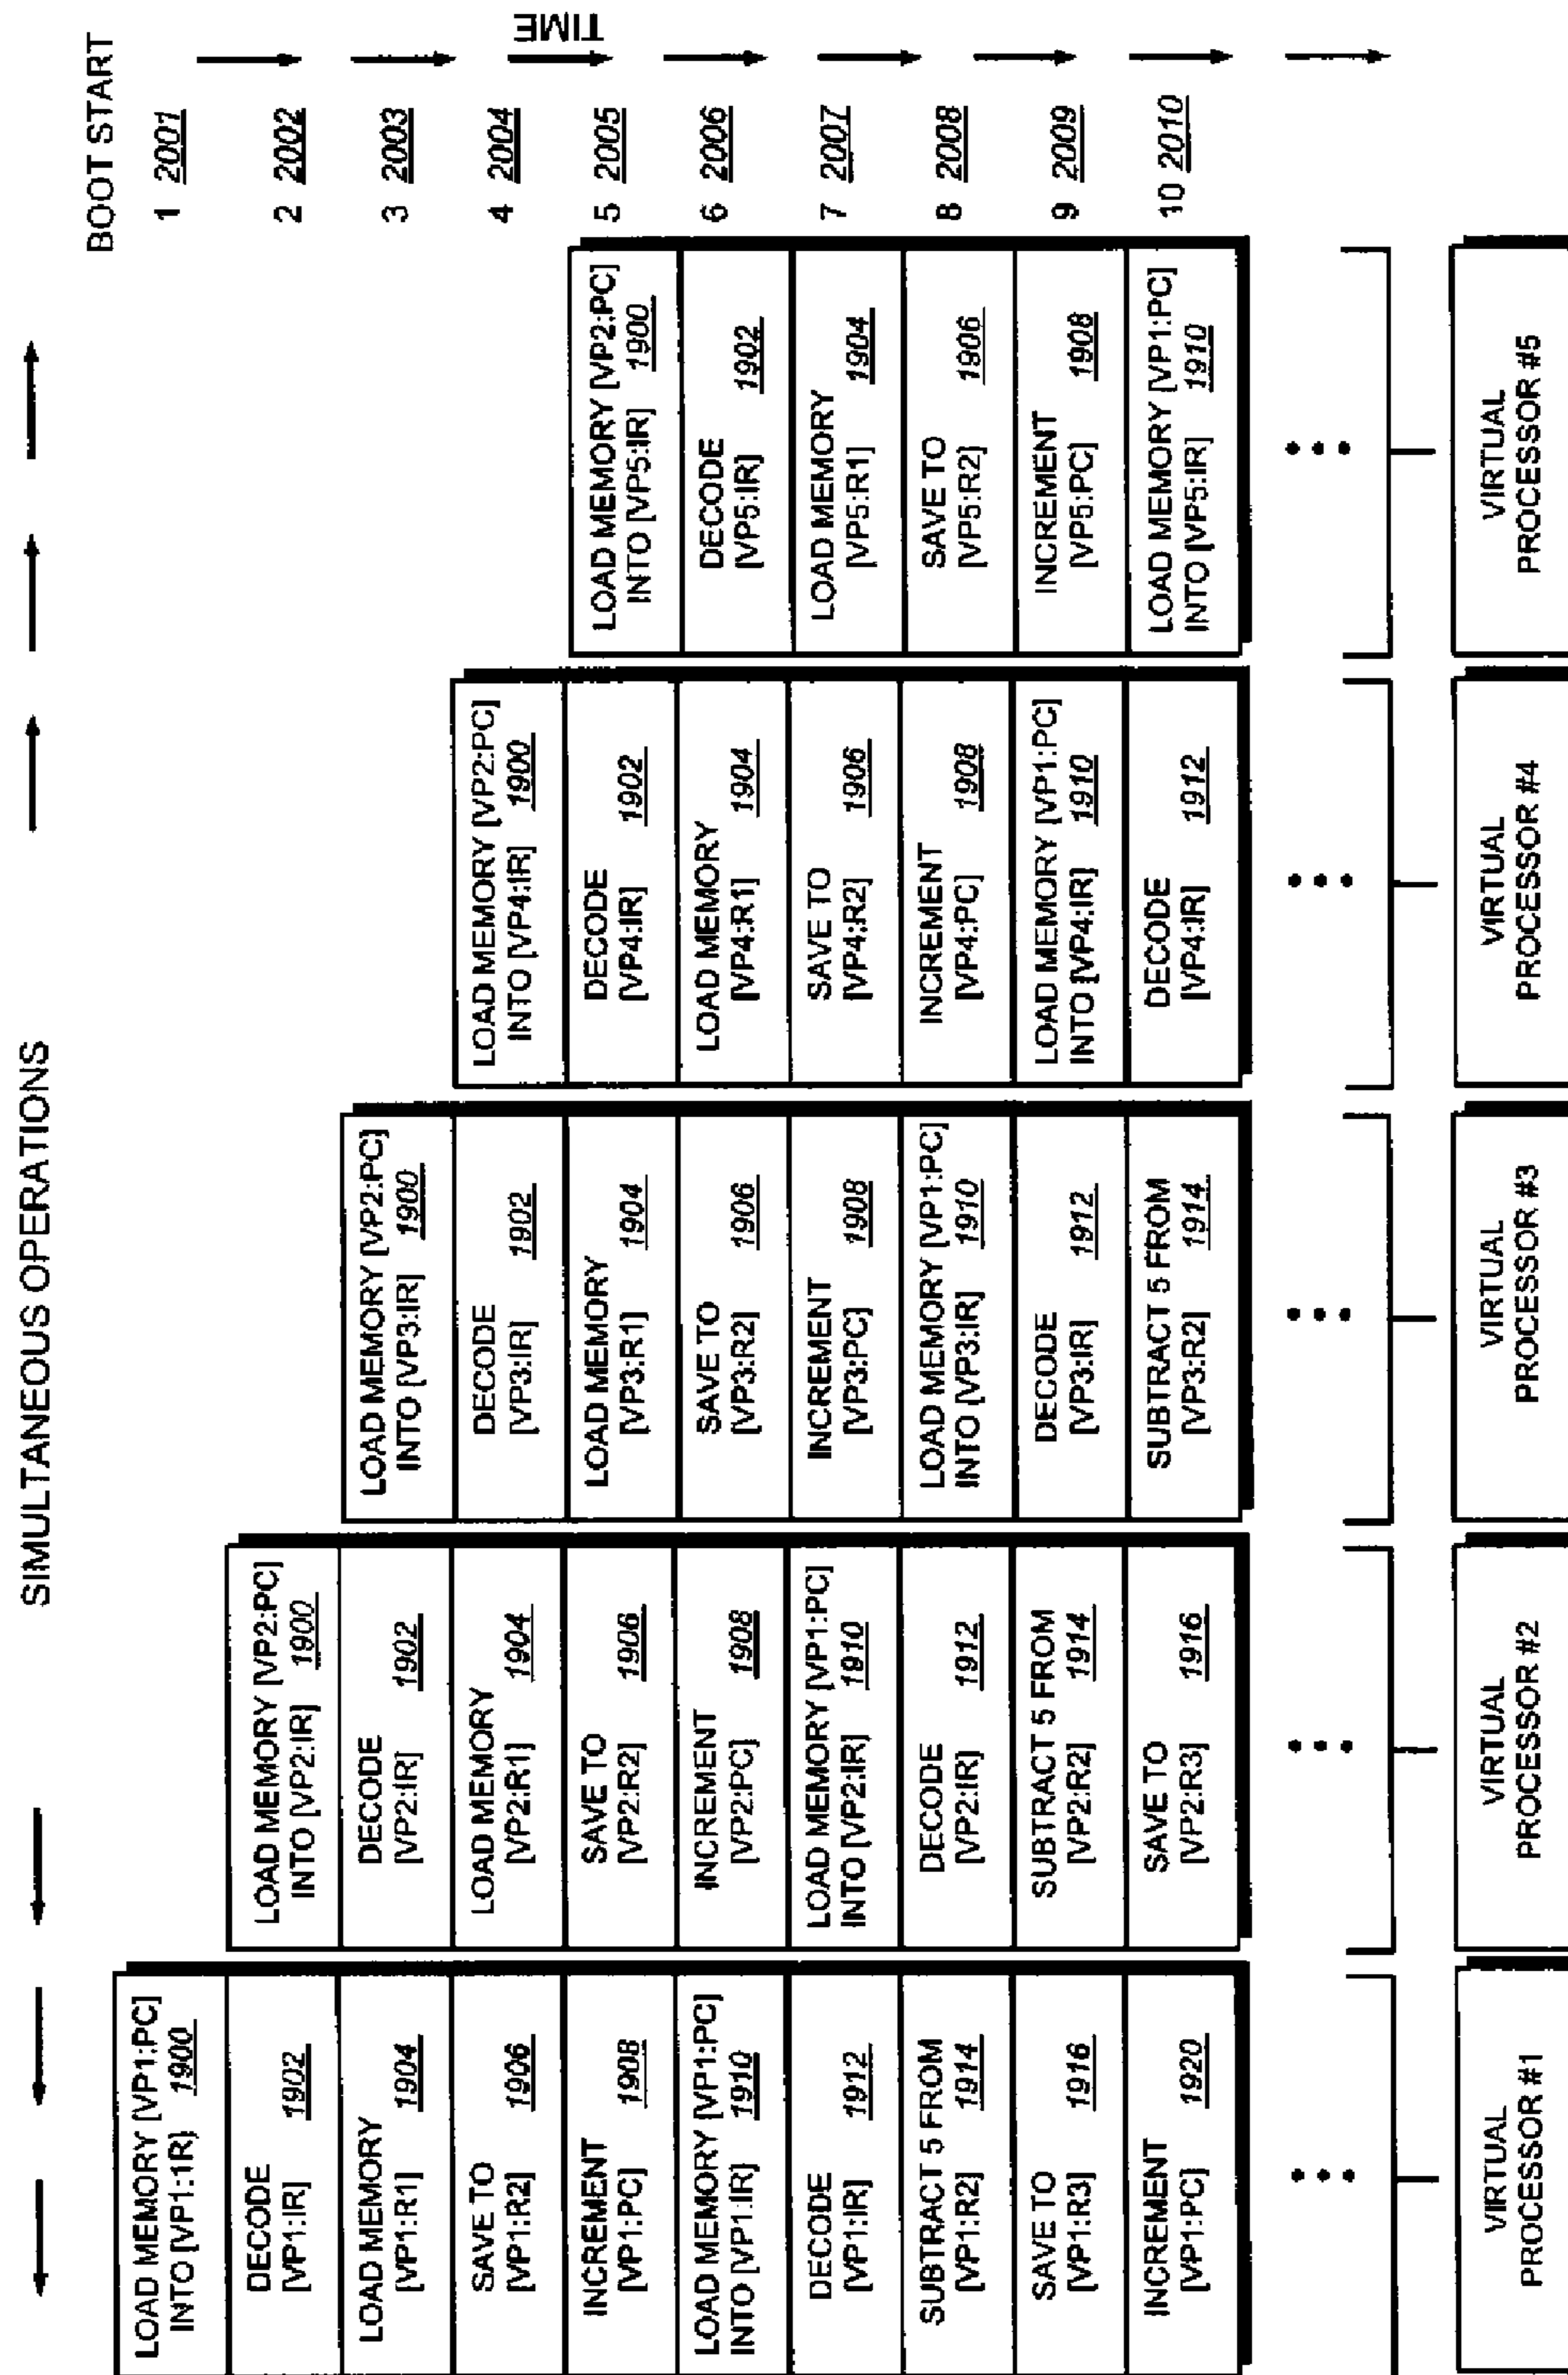 SIMULTANEOUS OPERATIONS
BOOT START
1 2001
2 2002
3 2003
4 2004
5 2005
6 2006
7 2007
8 2008
9 2009
10 2010
TIME
LOAD MEMORY [VP1:PC]
INTO [VP1:1R] 1900
DECODE
[VP1:IR] 1902
LOAD MEMORY
[VP1:R1] 1904
SAVE TO
[VP1:R2] 1906
INCREMENT
[VP1:PC] 1908
LOAD MEMORY [VP1:PC]
INTO [VP1:IR] 1910
DECODE
[VP1:IR] 1912
SUBTRACT 5 FROM
[VP1:R2] 1914
SAVE TO
[VP1:R3] 1916
INCREMENT
[VP1:PC] 1920
VIRTUAL
PROCESSOR #1
LOAD MEMORY [VP2:PC]
INTO [VP2:IR] 1900
DECODE
[VP2:IR] 1902
LOAD MEMORY
[VP2:R1] 1904
SAVE TO
[VP2:R2] 1906
INCREMENT
[VP2:PC] 1908
LOAD MEMORY [VP1:PC]
INTO [VP2:IR] 1910
DECODE
[VP2:IR] 1912
SUBTRACT 5 FROM
[VP2:R2] 1914
SAVE TO
[VP2:R3] 1916
VIRTUAL
PROCESSOR #2
LOAD MEMORY [VP2:PC]
INTO [VP3:IR] 1900
DECODE
[VP3:IR] 1902
LOAD MEMORY
[VP3:R1] 1904
SAVE TO
[VP3:R2] 1906
INCREMENT
[VP3:PC] 1908
LOAD MEMORY [VP1:PC]
INTO [VP3:IR] 1910
DECODE
[VP3:IR] 1912
SUBTRACT 5 FROM
[VP3:R2] 1914
VIRTUAL
PROCESSOR #3
LOAD MEMORY [VP2:PC]
INTO [VP4:IR] 1900
DECODE
[VP4:IR] 1902
LOAD MEMORY
[VP4:R1] 1904
SAVE TO
[VP4:R2] 1906
INCREMENT
[VP4:PC] 1908
LOAD MEMORY [VP1:PC]
INTO [VP4:IR] 1910
DECODE
[VP4:IR] 1912
VIRTUAL
PROCESSOR #4
LOAD MEMORY [VP2:PC]
INTO [VP5:IR] 1900
DECODE
[VP5:IR] 1902
LOAD MEMORY
[VP5:R1] 1904
SAVE TO
[VP5:R2] 1906
INCREMENT
[VP5:PC] 1908
LOAD MEMORY [VP1:PC]
INTO [VP5:IR] 1910
VIRTUAL
PROCESSOR #5